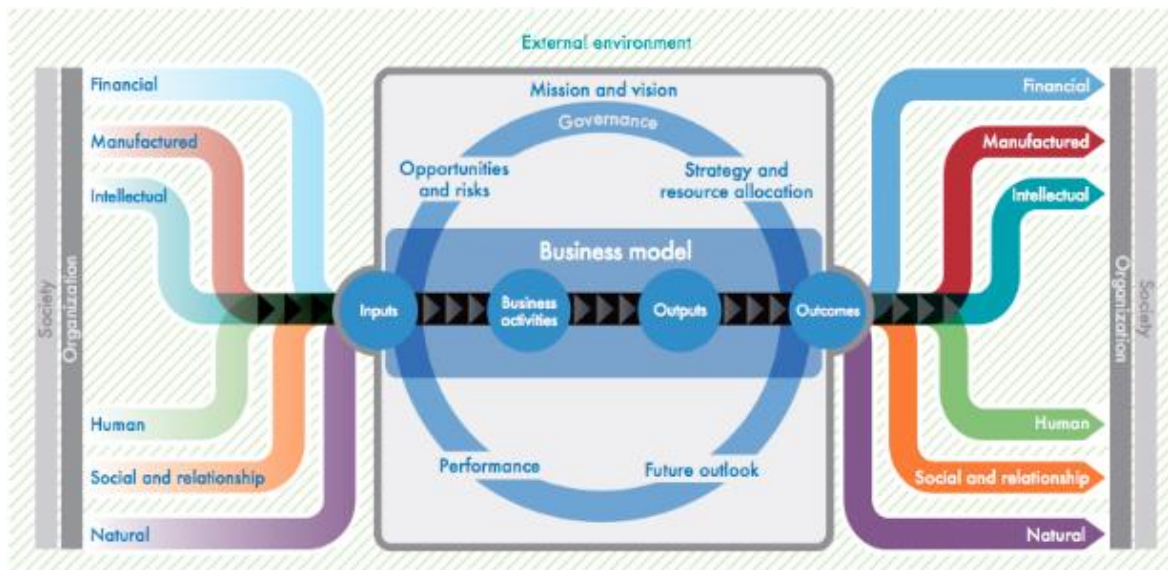 External environment
Society
Organization
Financial
Manufactured
Intellectual
Human
Social and relationship
Natural
Mission and vision
Governance
Opportunities
and risks
Strategy and
resource allocation
Business model
Inputs
Business
activities
Outputs
Outcomes
Performance
Future outlook
Financial
Manufactured
Intellectual
Human
Social and relationship
Natural
Organization
Society